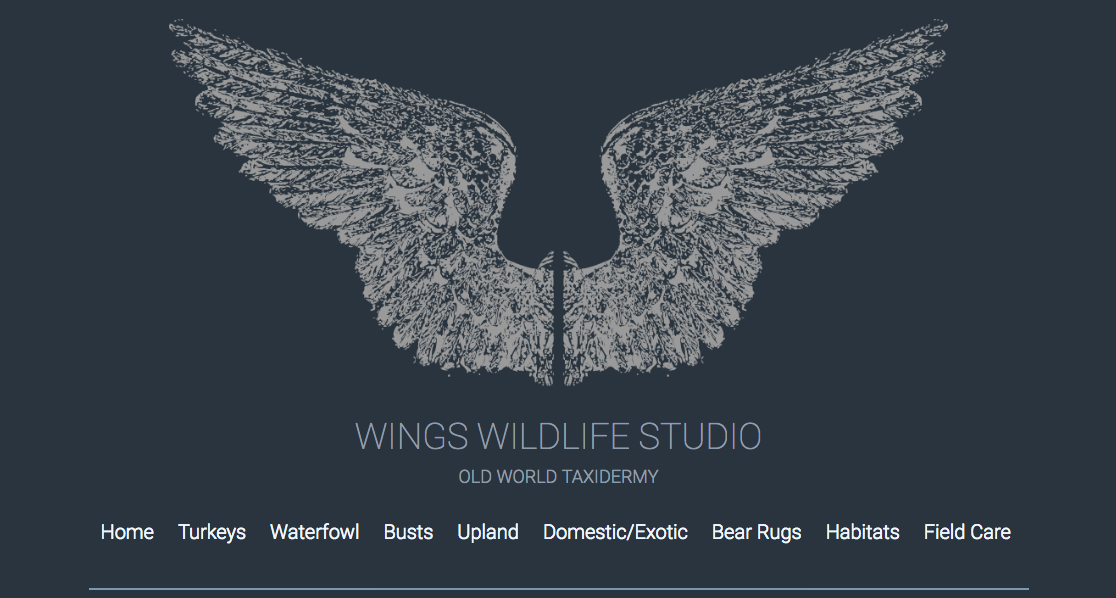 WINGS WILDLIFE STUDIO
OLD WORLD TAXIDERMY
Home Turkeys Waterfowl Busts Upland Domestic/Exotic Bear Rugs Habitats Field Care